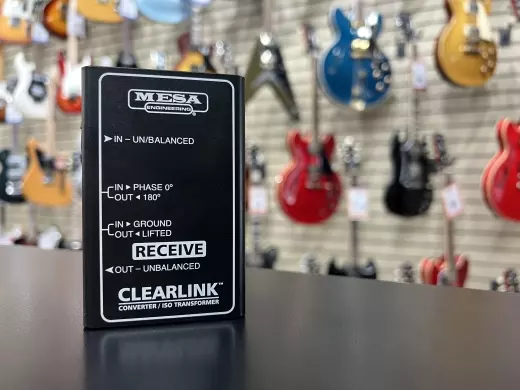 MESA
ENGINEERING
IN – UN/BALANCED
IN ▸ PHASE 0°
OUT ◂ 180°
IN ▸ GROUND
OUT ◂ LIFTED
RECEIVE
OUT – UNBALANCED
CLEARLINK™
CONVERTER / ISO TRANSFORMER